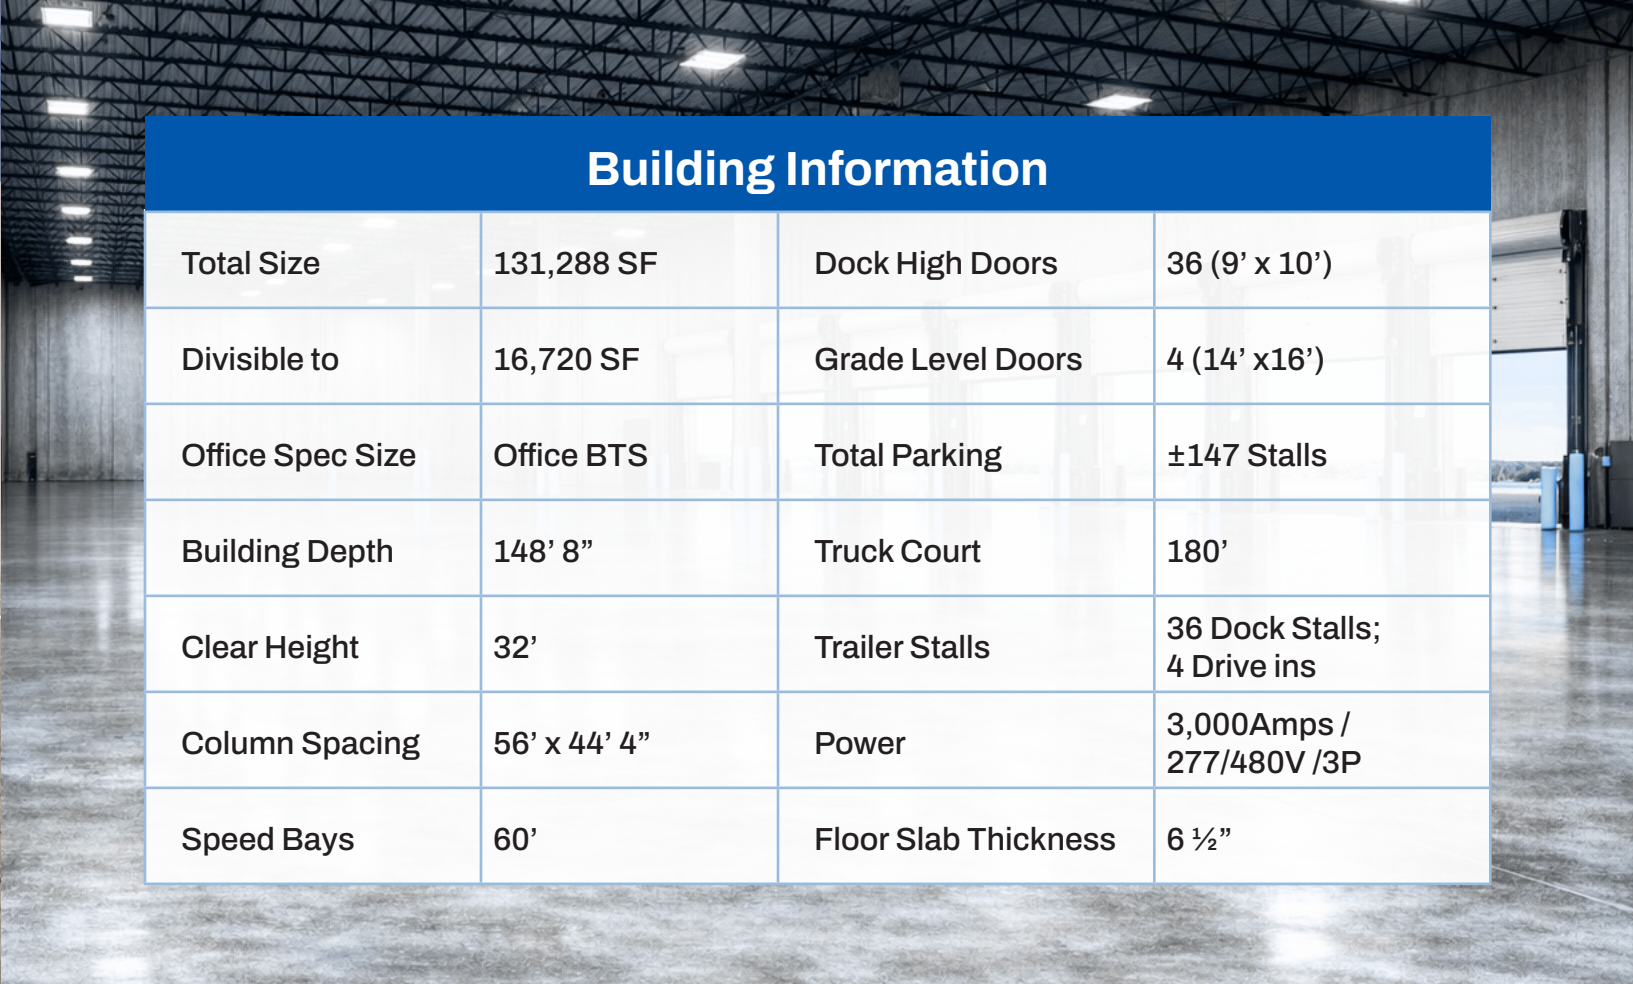 Building Information
Total Size 131,288 SF Dock High Doors 36 (9’ x 10’)
Divisible to 16,720 SF Grade Level Doors 4 (14’ x16’)
Office Spec Size Office BTS Total Parking ±147 Stalls
Building Depth 148’ 8” Truck Court 180’
Clear Height 32’ Trailer Stalls 36 Dock Stalls;
4 Drive ins
Column Spacing 56’ x 44’ 4” Power 3,000Amps /
277/480V /3P
Speed Bays 60’ Floor Slab Thickness 6 ½”